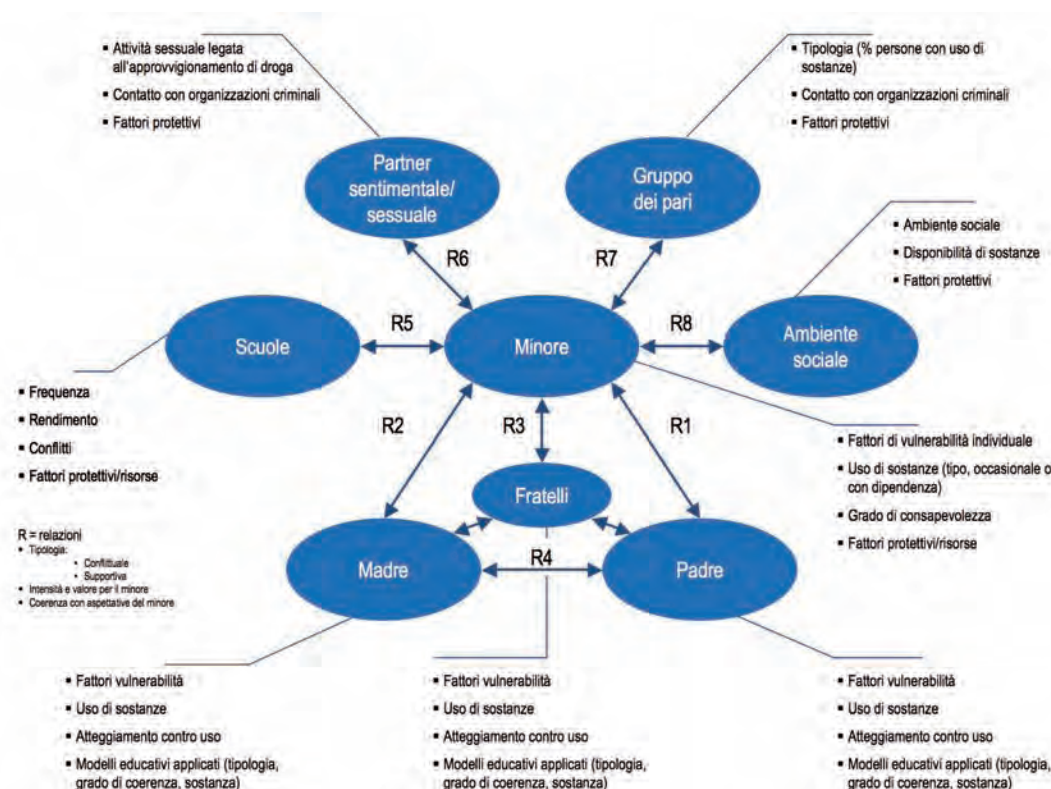 ▪ Attività sessuale legata
all'approvvigionamento di droga
▪ Contatto con organizzazioni criminali
▪ Fattori protettivi
▪ Tipologia (% persone con uso di
sostanze)
▪ Contatto con organizzazioni criminali
▪ Fattori protettivi
Partner
sentimentale/
sessuale
Gruppo
dei pari
▪ Ambiente sociale
▪ Disponibilità di sostanze
▪ Fattori protettivi
R6
R7
Scuole
R5
Minore
R8
Ambiente
sociale
▪ Frequenza
▪ Rendimento
▪ Conflitti
▪ Fattori protettivi/risorse
R2
R3
R1
▪ Fattori di vulnerabilità individuale
▪ Uso di sostanze (tipo, occasionale o
con dipendenza)
▪ Grado di consapevolezza
▪ Fattori protettivi/risorse
Fratelli
R = relazioni
• Tipologia:
• Conflittuale
• Supportiva
• Intensità e valore per il minore
• Coerenza con aspettative del minore
Madre
R4
Padre
▪ Fattori vulnerabilità
▪ Uso di sostanze
▪ Atteggiamento contro uso
▪ Modelli educativi applicati (tipologia,
grado di coerenza, sostanza)
▪ Fattori vulnerabilità
▪ Uso di sostanze
▪ Atteggiamento contro uso
▪ Modelli educativi applicati (tipologia,
grado di coerenza, sostanza)
▪ Fattori vulnerabilità
▪ Uso di sostanze
▪ Atteggiamento contro uso
▪ Modelli educativi applicati (tipologia,
grado di coerenza, sostanza)